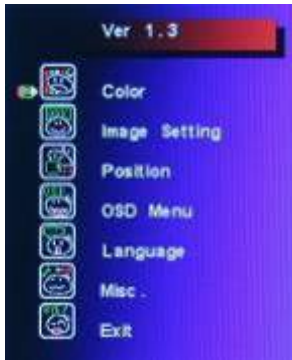 Ver 1.3
Color
Image Setting
Position
OSD Menu
Language
Misc.
Exit